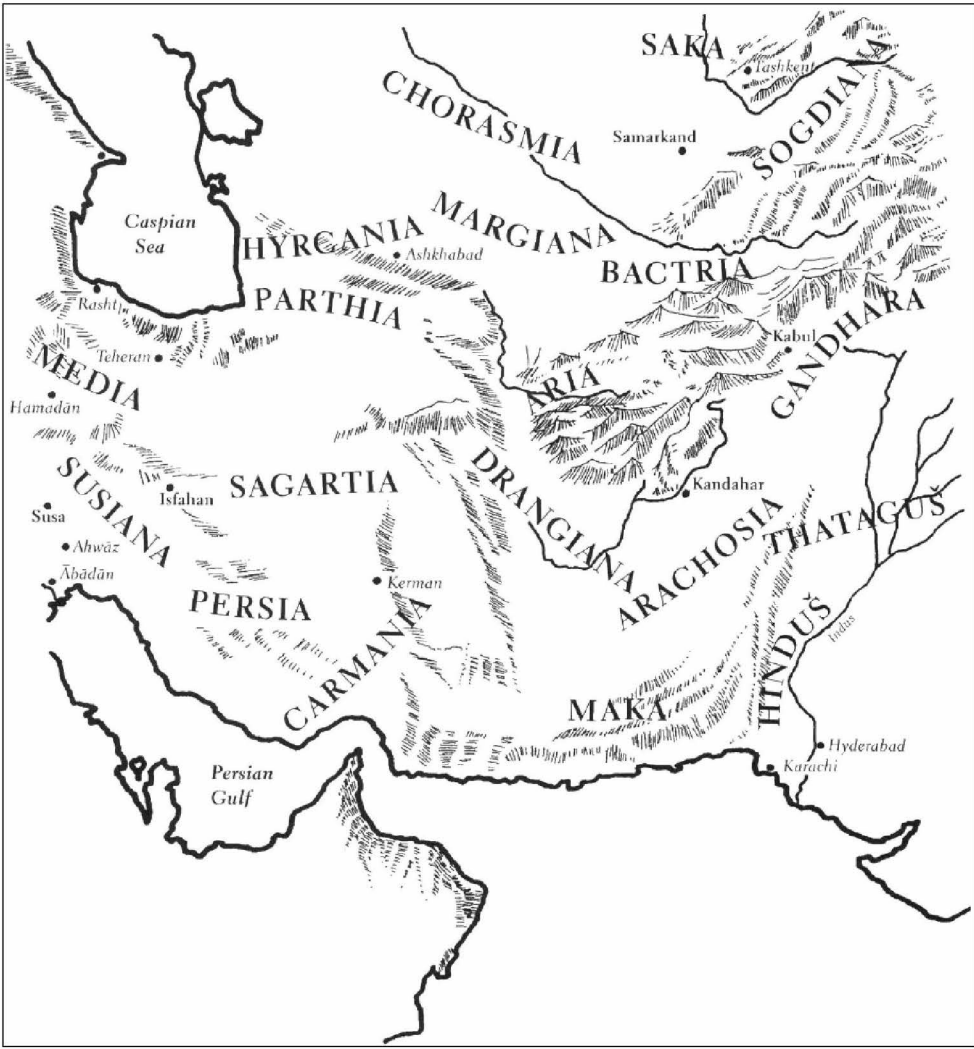 SAKA
Tashkent
CHORASMIA
SOGDIANA
Samarkand
Caspian
Sea
HYRCANIA
MARGIANA
Ashkhabad
BACTRIA
Rasht
PARTHIA
Teheran
Kabul
GANDHARA
MEDIA
ARIA
Hamadān
SUSIANA
Isfahan
SAGARTIA
DRANGIANA
Kandahar
Susa
ARACHOSIA
THATAGUŠ
Ahwāz
Ābādān
Kerman
PERSIA
CARMANIA
HINDUŠ
Indus
MAKA
Hyderabad
Karachi
Persian
Gulf